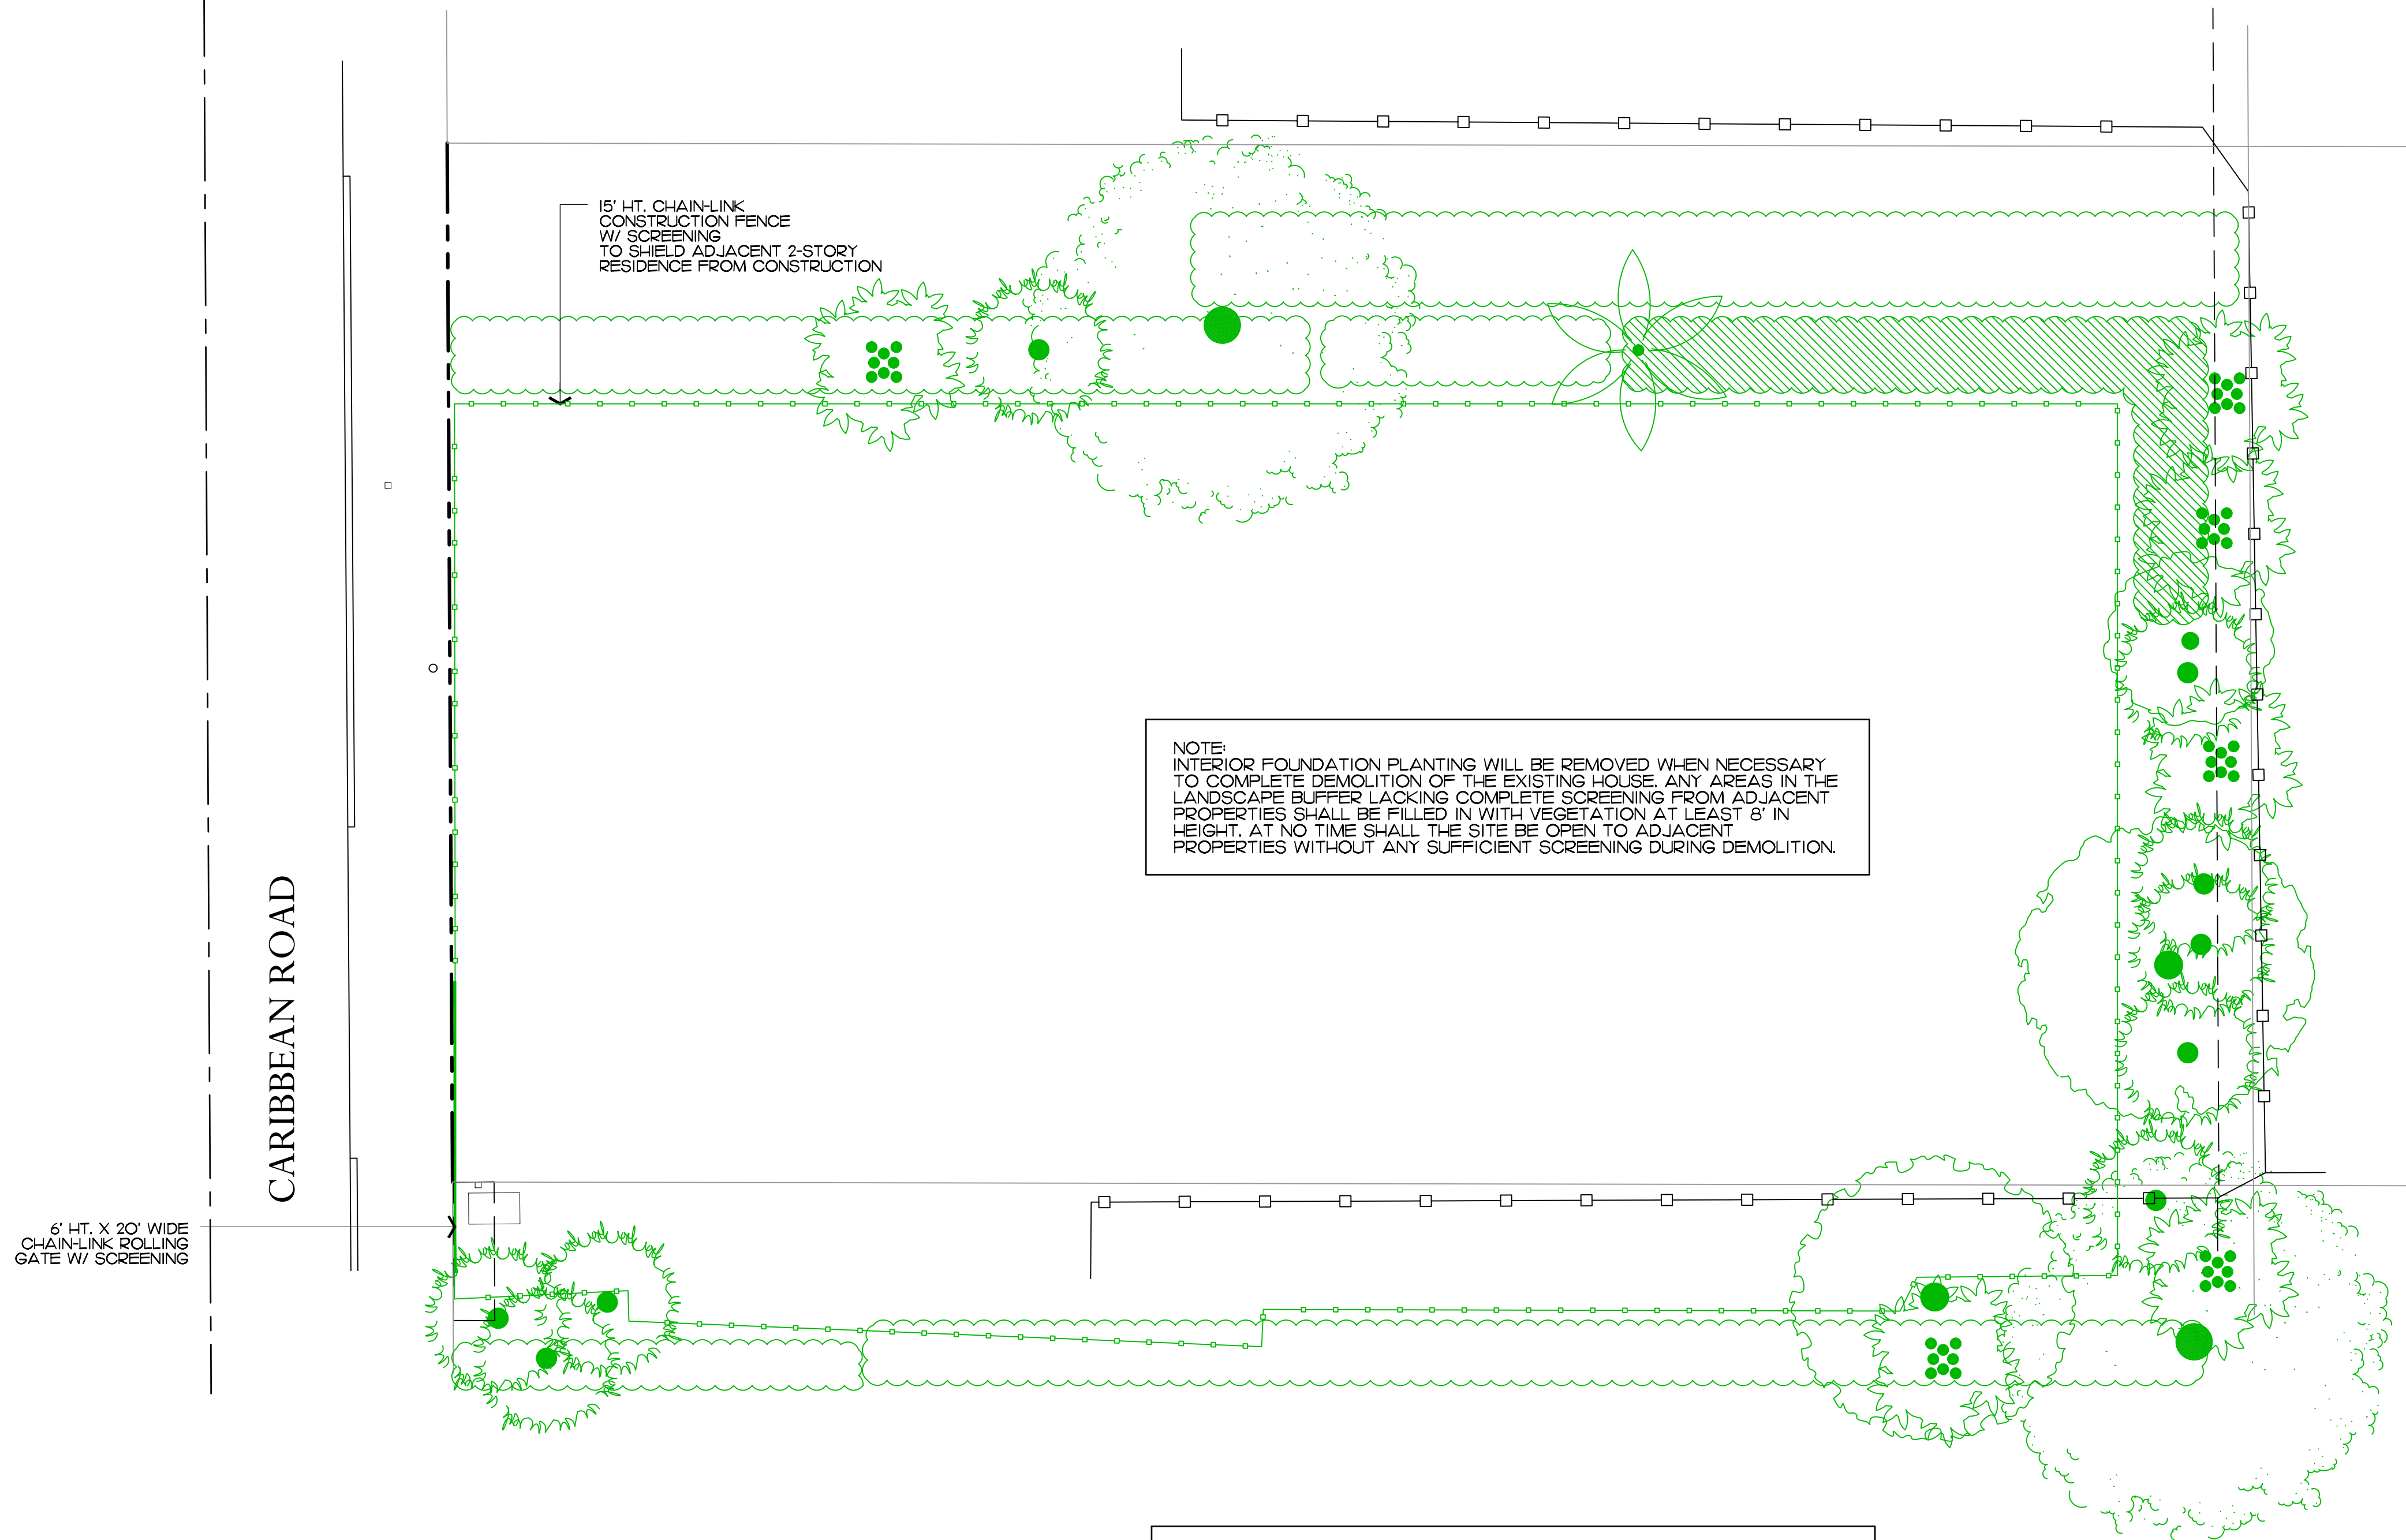 15' HT. CHAIN-LINK
CONSTRUCTION FENCE
W/ SCREENING
TO SHIELD ADJACENT 2-STORY
RESIDENCE FROM CONSTRUCTION
NOTE:
INTERIOR FOUNDATION PLANTING WILL BE REMOVED WHEN NECESSARY
TO COMPLETE DEMOLITION OF THE EXISTING HOUSE. ANY AREAS IN THE
LANDSCAPE BUFFER LACKING COMPLETE SCREENING FROM ADJACENT
PROPERTIES SHALL BE FILLED IN WITH VEGETATION AT LEAST 8' IN
HEIGHT. AT NO TIME SHALL THE SITE BE OPEN TO ADJACENT
PROPERTIES WITHOUT ANY SUFFICIENT SCREENING DURING DEMOLITION.
CARIBBEAN ROAD
6' HT. X 20' WIDE
CHAIN-LINK ROLLING
GATE W/ SCREENING